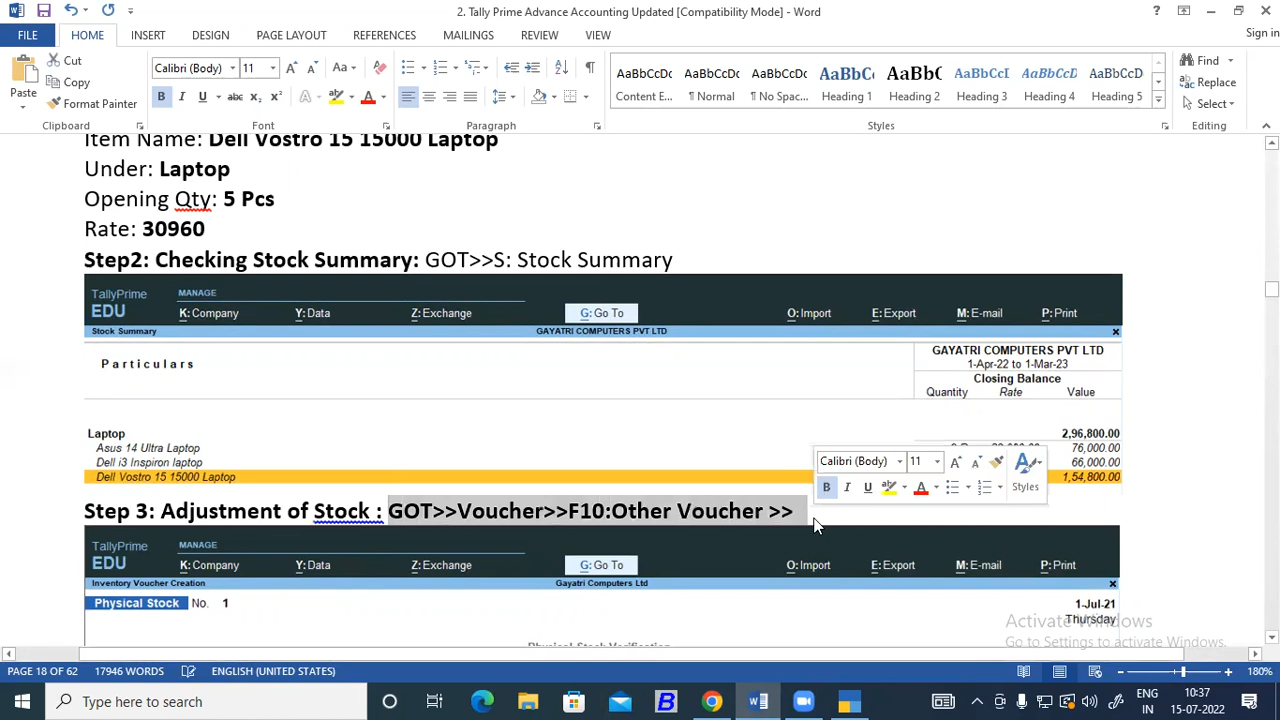 2. Tally Prime Advance Accounting Updated [Compatibility Mode] - Word
FILE HOME INSERT DESIGN PAGE LAYOUT REFERENCES MAILINGS REVIEW VIEW Sign in
Paste
Cut
Copy
Format Painter
Clipboard
Calibri (Body) 11
Font
Paragraph
AaBbCcDc AaBbCcDc AaBbCcDc AaBbCc AaBbC AaBbCcD AaBbCcD AaBbCcD
Content E... ¶ Normal ¶ No Spac... Heading 1 Heading 2 Heading 3 Heading 4 Heading 5
Styles
Find
Replace
Select
Editing
Item Name: Dell Vostro 15 15000 Laptop
Under: Laptop
Opening Qty: 5 Pcs
Rate: 30960
Step2: Checking Stock Summary: GOT>>S: Stock Summary
TallyPrime MANAGE
EDU K: Company Y: Data Z: Exchange G: Go To O: Import E: Export M: E-mail P: Print
Stock Summary GAYATRI COMPUTERS PVT LTD
Particulars GAYATRI COMPUTERS PVT LTD
1-Apr-22 to 1-Mar-23
Closing Balance
Quantity Rate Value
Laptop 2,96,800.00
Asus 14 Ultra Laptop 76,000.00
Dell i3 Inspiron laptop 66,000.00
Dell Vostro 15 15000 Laptop 1,54,800.00
Calibri (Body) 11
B I U A Styles
Step 3: Adjustment of Stock : GOT>>Voucher>>F10:Other Voucher >>
TallyPrime MANAGE
EDU K: Company Y: Data Z: Exchange G: Go To O: Import E: Export M: E-mail P: Print
Inventory Voucher Creation Gayatri Computers Ltd
Physical Stock No. 1 1-Jul-21
Thursday
Physical Stock Verification
Activate Windows
Go to Settings to activate Windows.
PAGE 18 OF 62 17946 WORDS ENGLISH (UNITED STATES) 180%
Type here to search
ENG
IN
10:37
15-07-2022